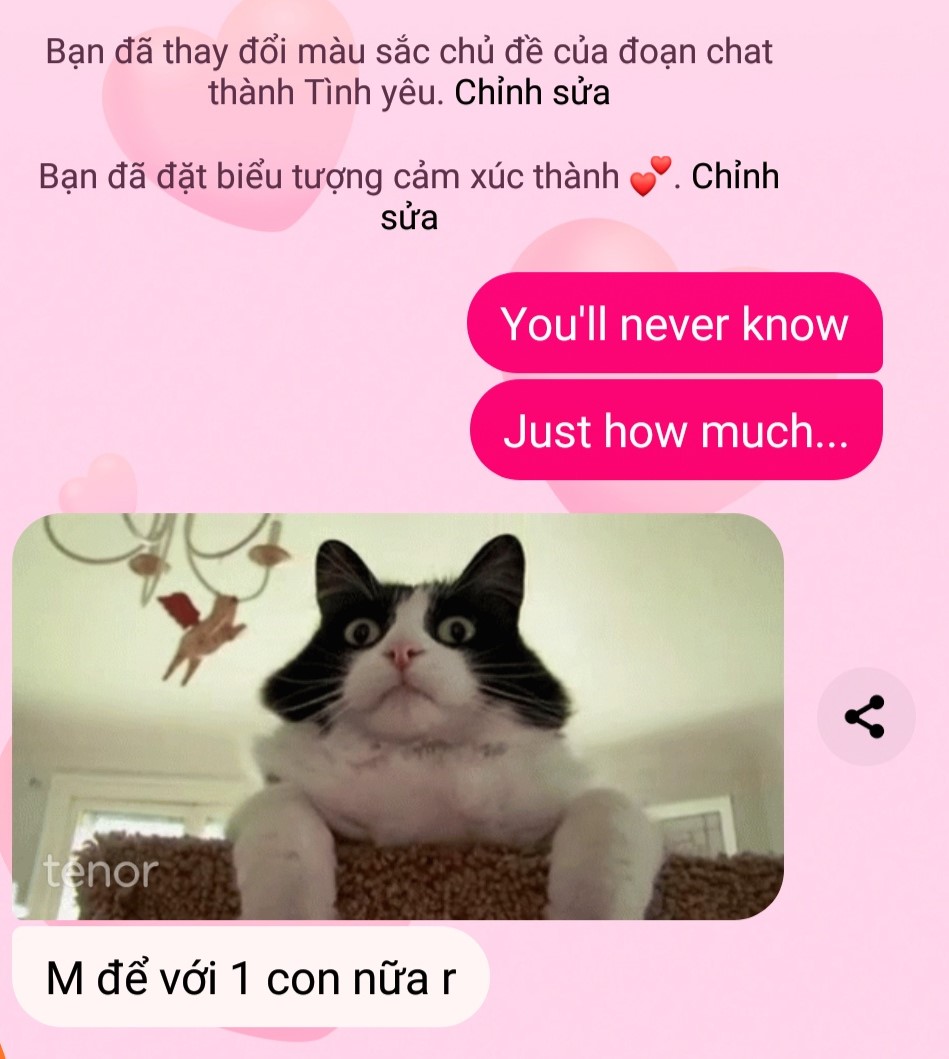 Bạn đã thay đổi màu sắc chủ đề của đoạn chat
thành Tình yêu. Chỉnh sửa
Bạn đã đặt biểu tượng cảm xúc thành 💕. Chỉnh
sửa
You'll never know
Just how much...
tenor
M để với 1 con nữa r